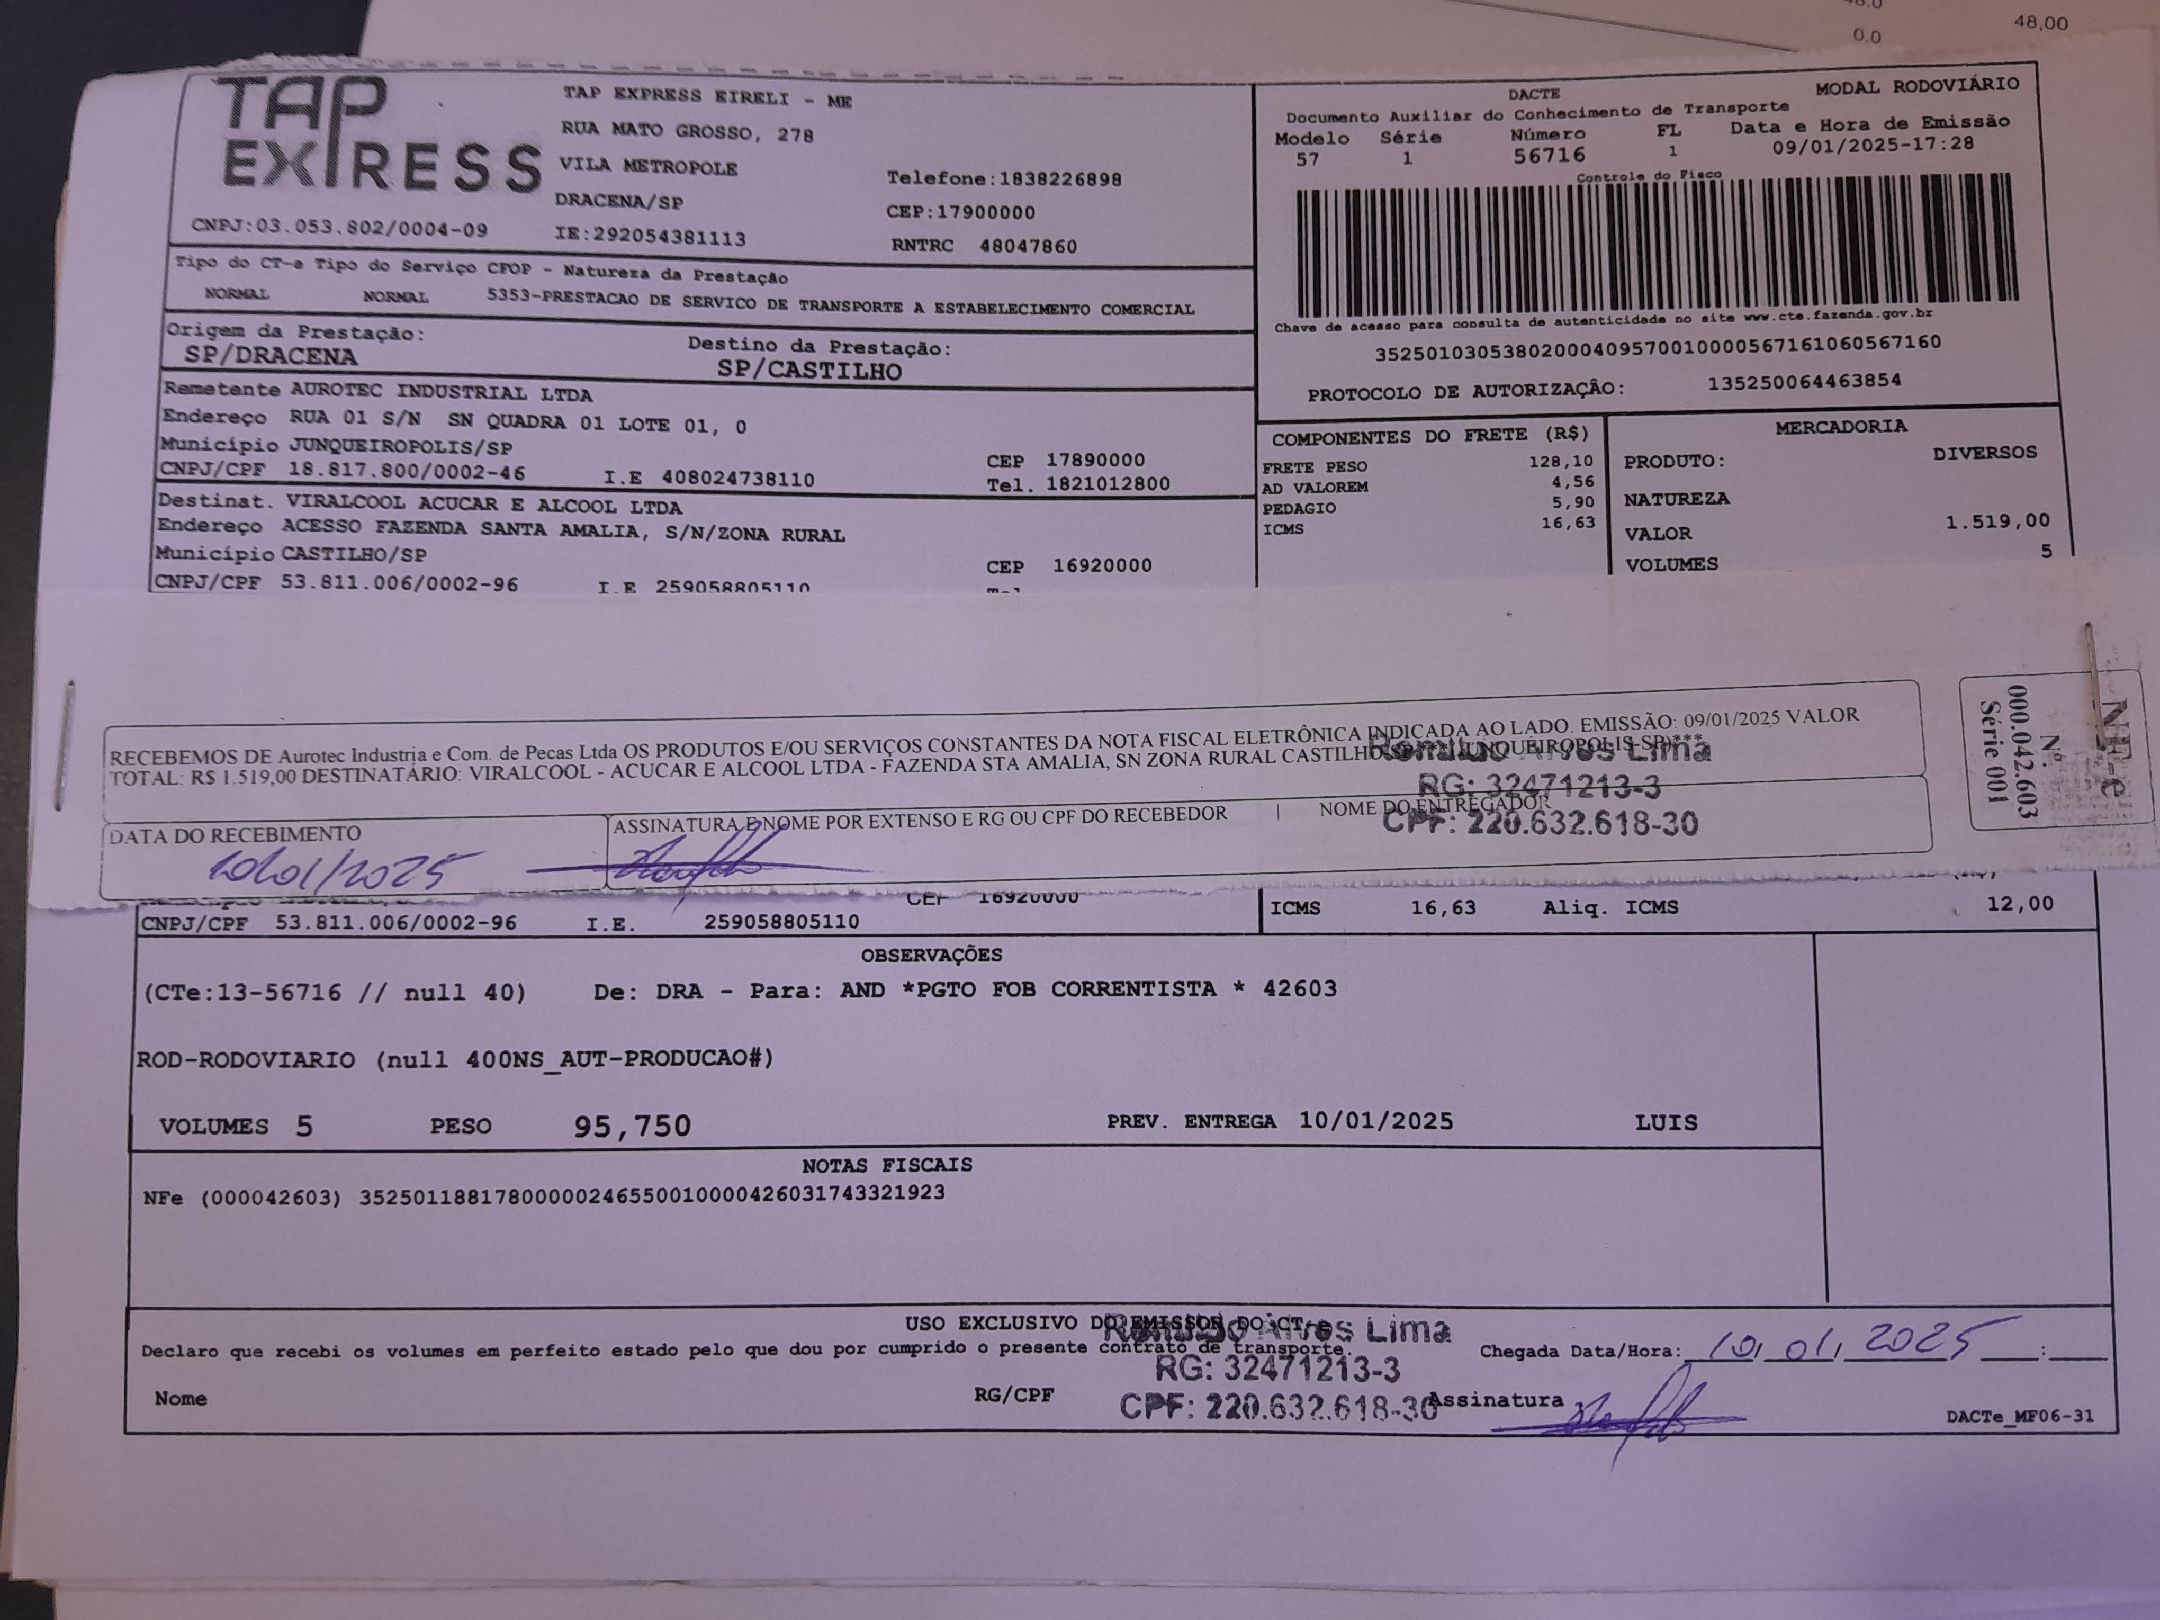 48.0
48,00
0.0
TAP EXPRESS
TAP EXPRESS EIRELI - ME
RUA MATO GROSSO, 278
VILA METROPOLE
Telefone:1838226898
DRACENA/SP
CEP:17900000
CNPJ:03.053.802/0004-09
IE:292054381113
RNTRC 48047860
DACTE
MODAL RODOVIÁRIO
Documento Auxiliar do Conhecimento de Transporte
Modelo Série Número FL Data e Hora de Emissão
57 1 56716 1 09/01/2025-17:28
Controle do Fisco
Chave de acesso para consulta de autenticidade no site www.cte.fazenda.gov.br
35250103053802000409570010000567161060567160
PROTOCOLO DE AUTORIZAÇÃO: 135250064463854
Tipo do CT-e Tipo do Serviço CFOP - Natureza da Prestação
NORMAL NORMAL 5353-PRESTACAO DE SERVICO DE TRANSPORTE A ESTABELECIMENTO COMERCIAL
Origem da Prestação: Destino da Prestação:
SP/DRACENA SP/CASTILHO
Remetente AUROTEC INDUSTRIAL LTDA
Endereço RUA 01 S/N SN QUADRA 01 LOTE 01, 0
Município JUNQUEIROPOLIS/SP CEP 17890000
CNPJ/CPF 18.817.800/0002-46 I.E 408024738110 Tel. 1821012800
Destinat. VIRALCOOL ACUCAR E ALCOOL LTDA
Endereço ACESSO FAZENDA SANTA AMALIA, S/N/ZONA RURAL
Município CASTILHO/SP CEP 16920000
CNPJ/CPF 53.811.006/0002-96 I.E 259058805110
COMPONENTES DO FRETE (R$)
FRETE PESO 128,10
AD VALOREM 4,56
PEDAGIO 5,90
ICMS 16,63
MERCADORIA
PRODUTO: DIVERSOS
NATUREZA
VALOR 1.519,00
VOLUMES 5
RECEBEMOS DE Aurotec Industria e Com. de Pecas Ltda OS PRODUTOS E/OU SERVIÇOS CONSTANTES DA NOTA FISCAL ELETRÔNICA INDICADA AO LADO. EMISSÃO: 09/01/2025 VALOR
TOTAL: R$ 1.519,00 DESTINATÁRIO: VIRALCOOL - ACUCAR E ALCOOL LTDA - FAZENDA STA AMALIA, SN ZONA RURAL CASTILHO JUNQUEIROPOLIS-SP)***
Alves Lima
RG: 32471213-3
CPF: 220.632.618-30
DATA DO RECEBIMENTO
10/01/2025
ASSINATURA E NOME POR EXTENSO E RG OU CPF DO RECEBEDOR | NOME DO ENTREGADOR
NF-e
Nº.
000.042.603
Série 001
CEP 16920000
CNPJ/CPF 53.811.006/0002-96 I.E. 259058805110
ICMS 16,63 Aliq. ICMS 12,00
OBSERVAÇÕES
(CTe:13-56716 // null 40) De: DRA - Para: AND *PGTO FOB CORRENTISTA * 42603
ROD-RODOVIARIO (null 400NS_AUT-PRODUCAO#)
VOLUMES 5 PESO 95,750 PREV. ENTREGA 10/01/2025 LUIS
NOTAS FISCAIS
NFe (000042603) 35250118817800000246550010000426031743321923
USO EXCLUSIVO DO EMISSOR DO CT-e
Declaro que recebi os volumes em perfeito estado pelo que dou por cumprido o presente contrato de transporte.
Chegada Data/Hora: 10, 01, 2025 :
Alves Lima
RG: 32471213-3
CPF: 220.632.618-30
Nome RG/CPF Assinatura
DACTe_MF06-31